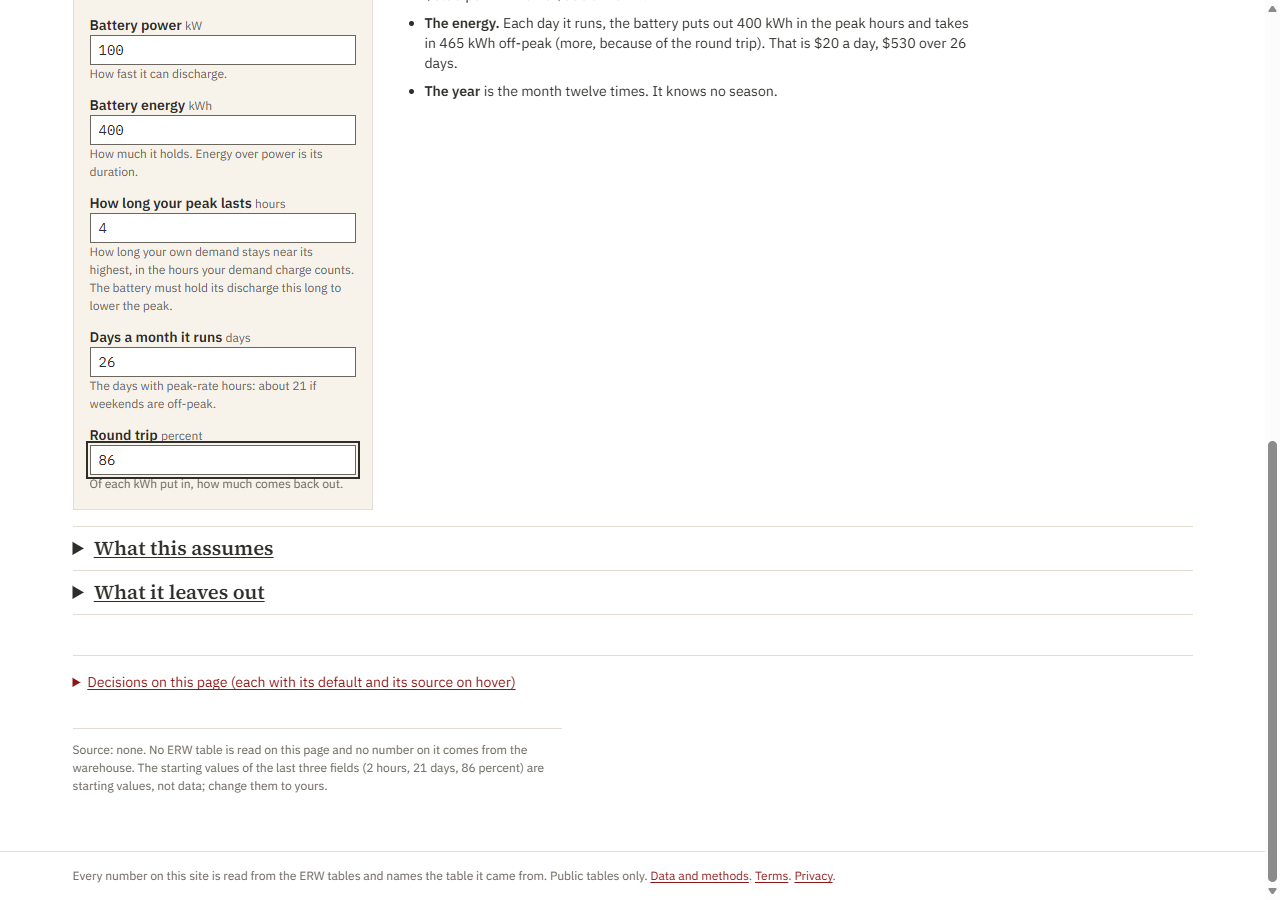 Battery power kW
100
How fast it can discharge.
Battery energy kWh
400
How much it holds. Energy over power is its
duration.
How long your peak lasts hours
4
How long your own demand stays near its
highest, in the hours your demand charge counts.
The battery must hold its discharge this long to
lower the peak.
Days a month it runs days
26
The days with peak-rate hours: about 21 if
weekends are off-peak.
Round trip percent
86
Of each kWh put in, how much comes back out.
The energy. Each day it runs, the battery puts out 400 kWh in the peak hours and takes
in 465 kWh off-peak (more, because of the round trip). That is $20 a day, $530 over 26
days.
The year is the month twelve times. It knows no season.
What this assumes
What it leaves out
Decisions on this page (each with its default and its source on hover)
Source: none. No ERW table is read on this page and no number on it comes from the
warehouse. The starting values of the last three fields (2 hours, 21 days, 86 percent) are
starting values, not data; change them to yours.
Every number on this site is read from the ERW tables and names the table it came from. Public tables only. Data and methods. Terms. Privacy.